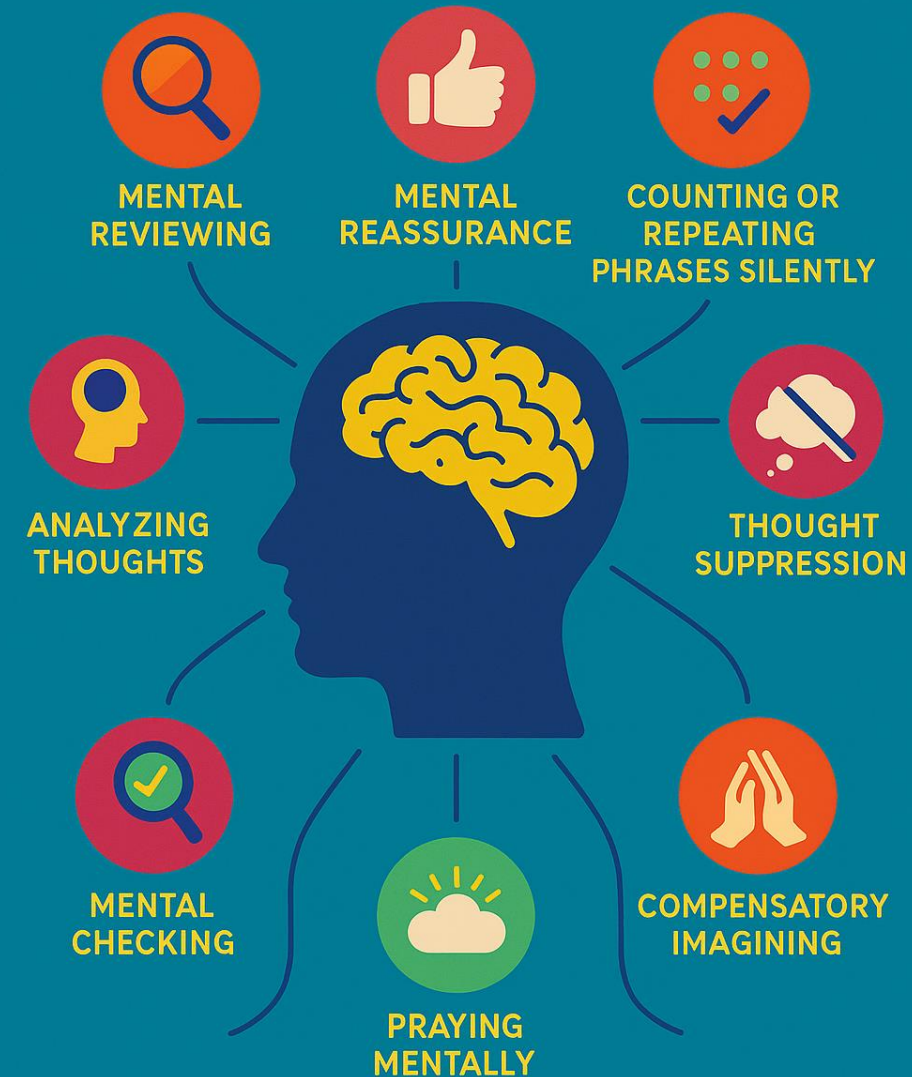 MENTAL
REVIEWING
MENTAL
REASSURANCE
COUNTING OR
REPEATING
PHRASES SILENTLY
ANALYZING
THOUGHTS
THOUGHT
SUPPRESSION
MENTAL
CHECKING
COMPENSATORY
IMAGINING
PRAYING
MENTALLY